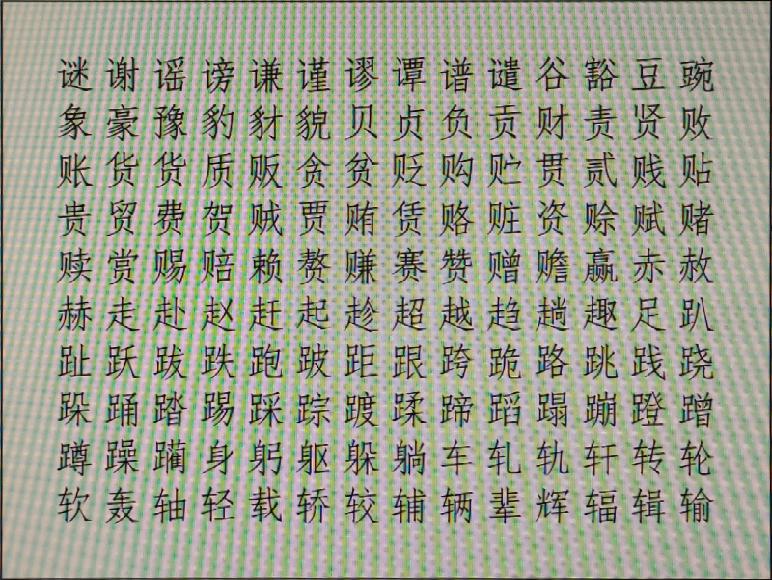 谜谢谣谤谦谨谬谭谱谴谷豁豆豌
象豪豫豹豺貌贝贞负贡财责贤败
账货货质贩贪贫贬购贮贯贰贱贴
贵贸费贺贼贾贿赁赂赃资赊赋赌
赎赏赐赔赖赘赚赛赞赠赡赢赤赦
赫走赴赵赶起趁超越趋趟趣足趴
趾跃跋跌跑跛距跟跨跪路跳践跷
跺踊踏踢踩踪踱蹂蹄蹈蹋蹦蹬蹭
蹲躁躏身躬躯躲躺车轧轨轩转轮
软轰轴轻载轿较辅辆辈辉辐辑输